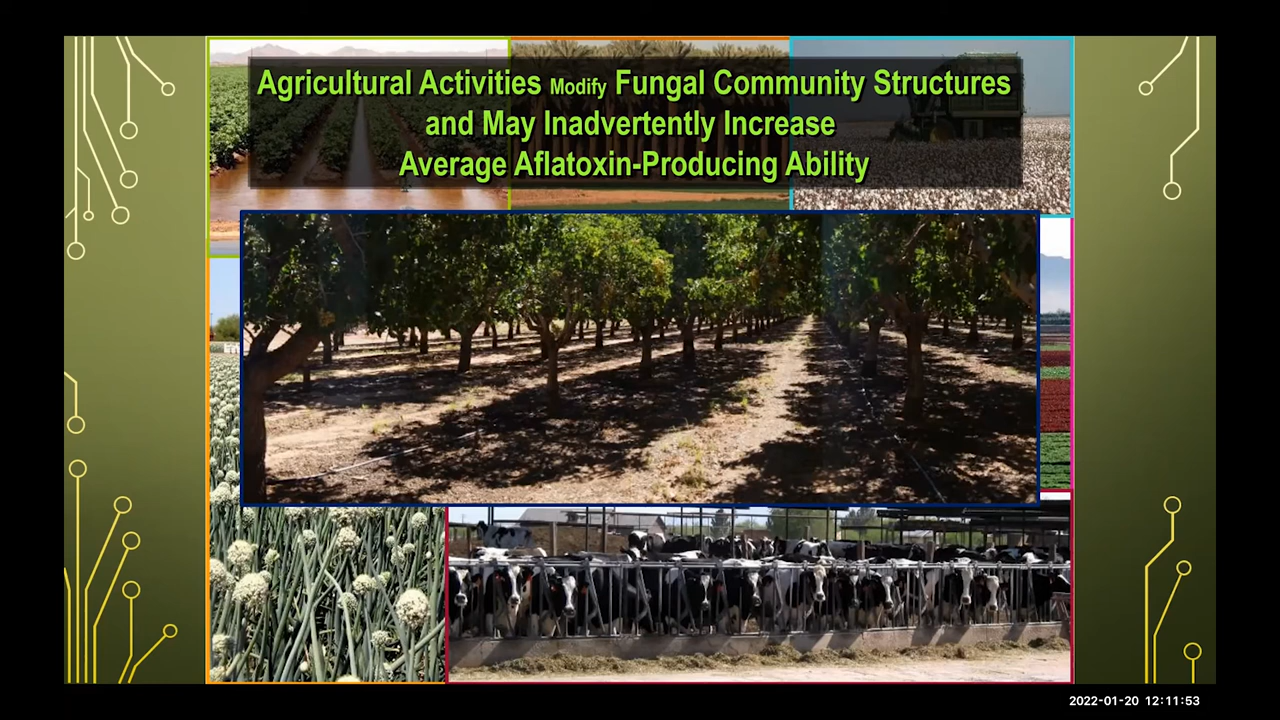 Agricultural Activities Modify Fungal Community Structures
and May Inadvertently Increase
Average Aflatoxin-Producing Ability
2022-01-20 12:11:53